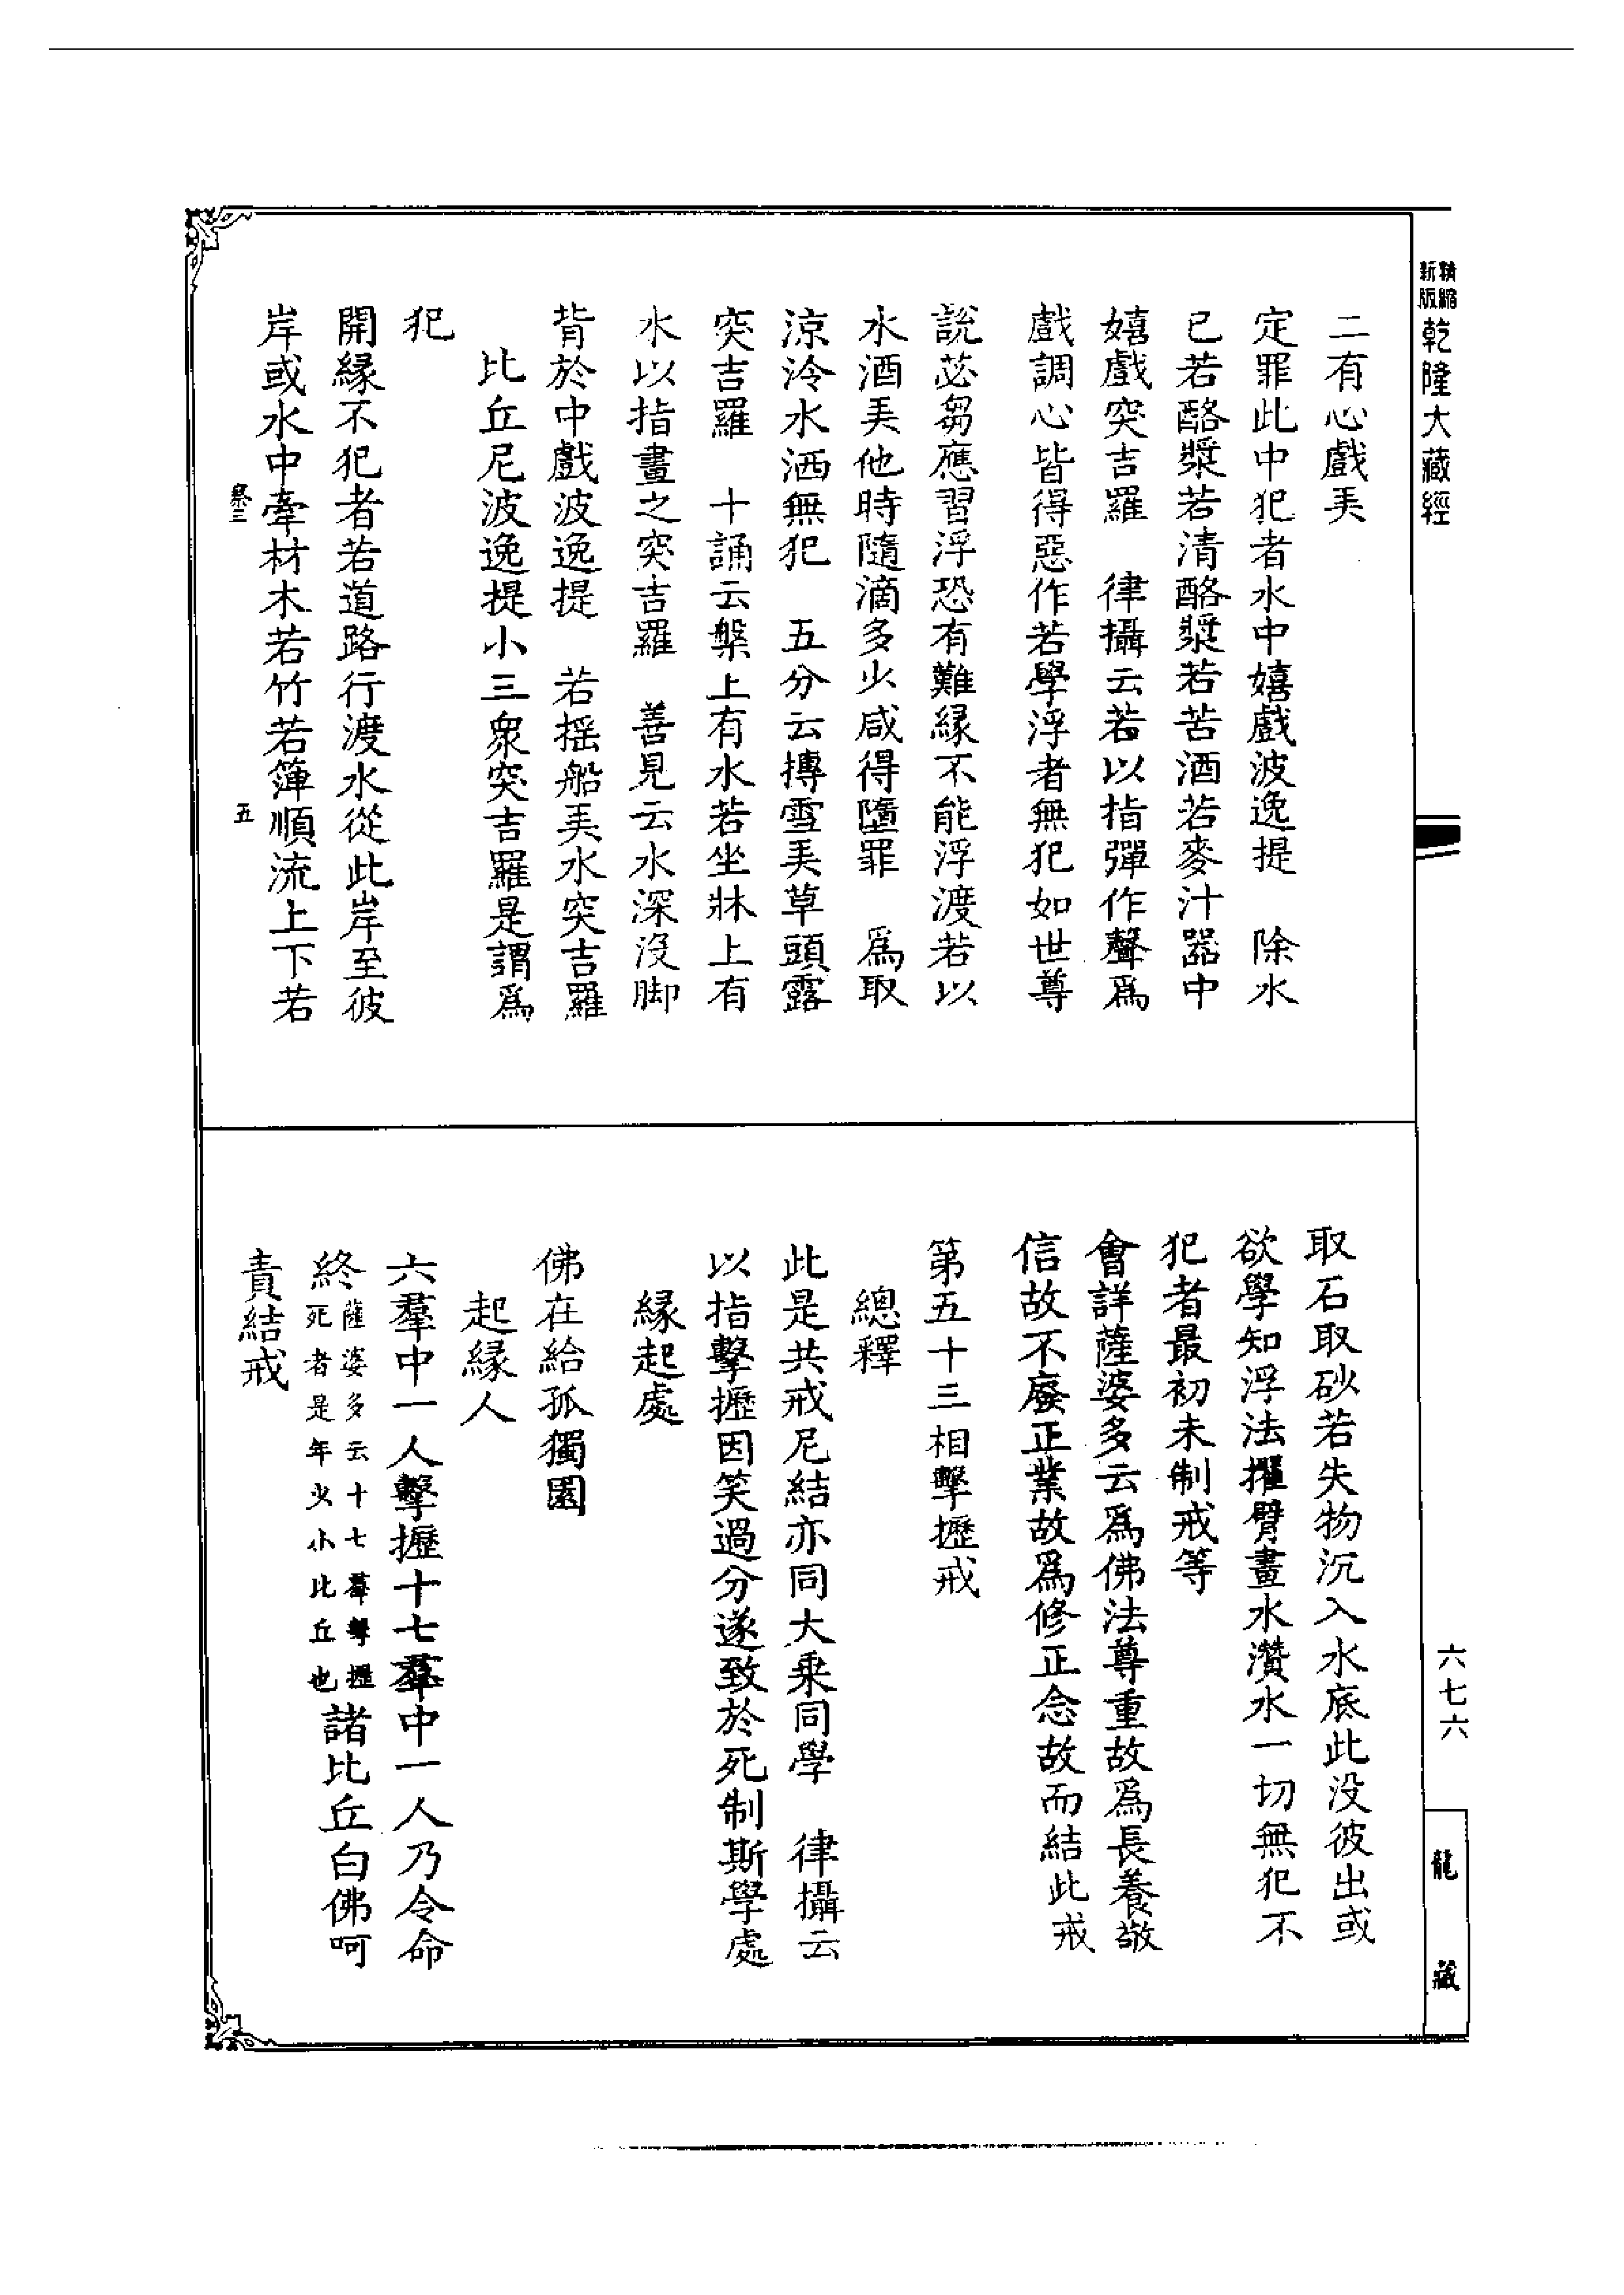 精縮新版乾隆大藏經
二有心戲美
定罪此中犯者水中嬉戲波逸提　除水
已若酪漿若清酪漿若苦酒若麥汁器中
嬉戲突吉羅　律攝云若以指彈作聲爲
戲調心皆得惡作若學浮者無犯如世尊
說苾芻應習浮恐有難緣不能浮渡若以
水洒美他時隨滴多少咸得墮罪　爲取
涼冷水洒無犯　五分云摶雪美草頭露
突吉羅　十誦云槃上有水若坐牀上有
水以指畫之突吉羅　善見云水深沒脚
背於中戲波逸提　若搖船美水突吉羅
比丘尼波逸提小三衆突吉羅是謂爲
犯
開緣不犯者若道路行渡水從此岸至彼
岸或水中牽材木若竹若簰順流上下若
五
取石取砂若失物沉入水底此没彼出或
欲學知浮法擢臂畫水濽水一切無犯不
犯者最初未制戒等
會詳薩婆多云爲佛法尊重故爲長養敬
信故不廢正業故爲修正念故而結此戒
第五十三相擊攊戒
總釋
此是共戒尼結亦同大乘同學　律攝云
以指擊攊因笑過分遂致於死制斯學處
緣起處
佛在給孤獨園
起緣人
六羣中一人擊攊十七羣中一人乃令命
終薩婆多云十七羣擊攊死者是年少小比丘也諸比丘白佛呵
責結戒
六七六
龍藏